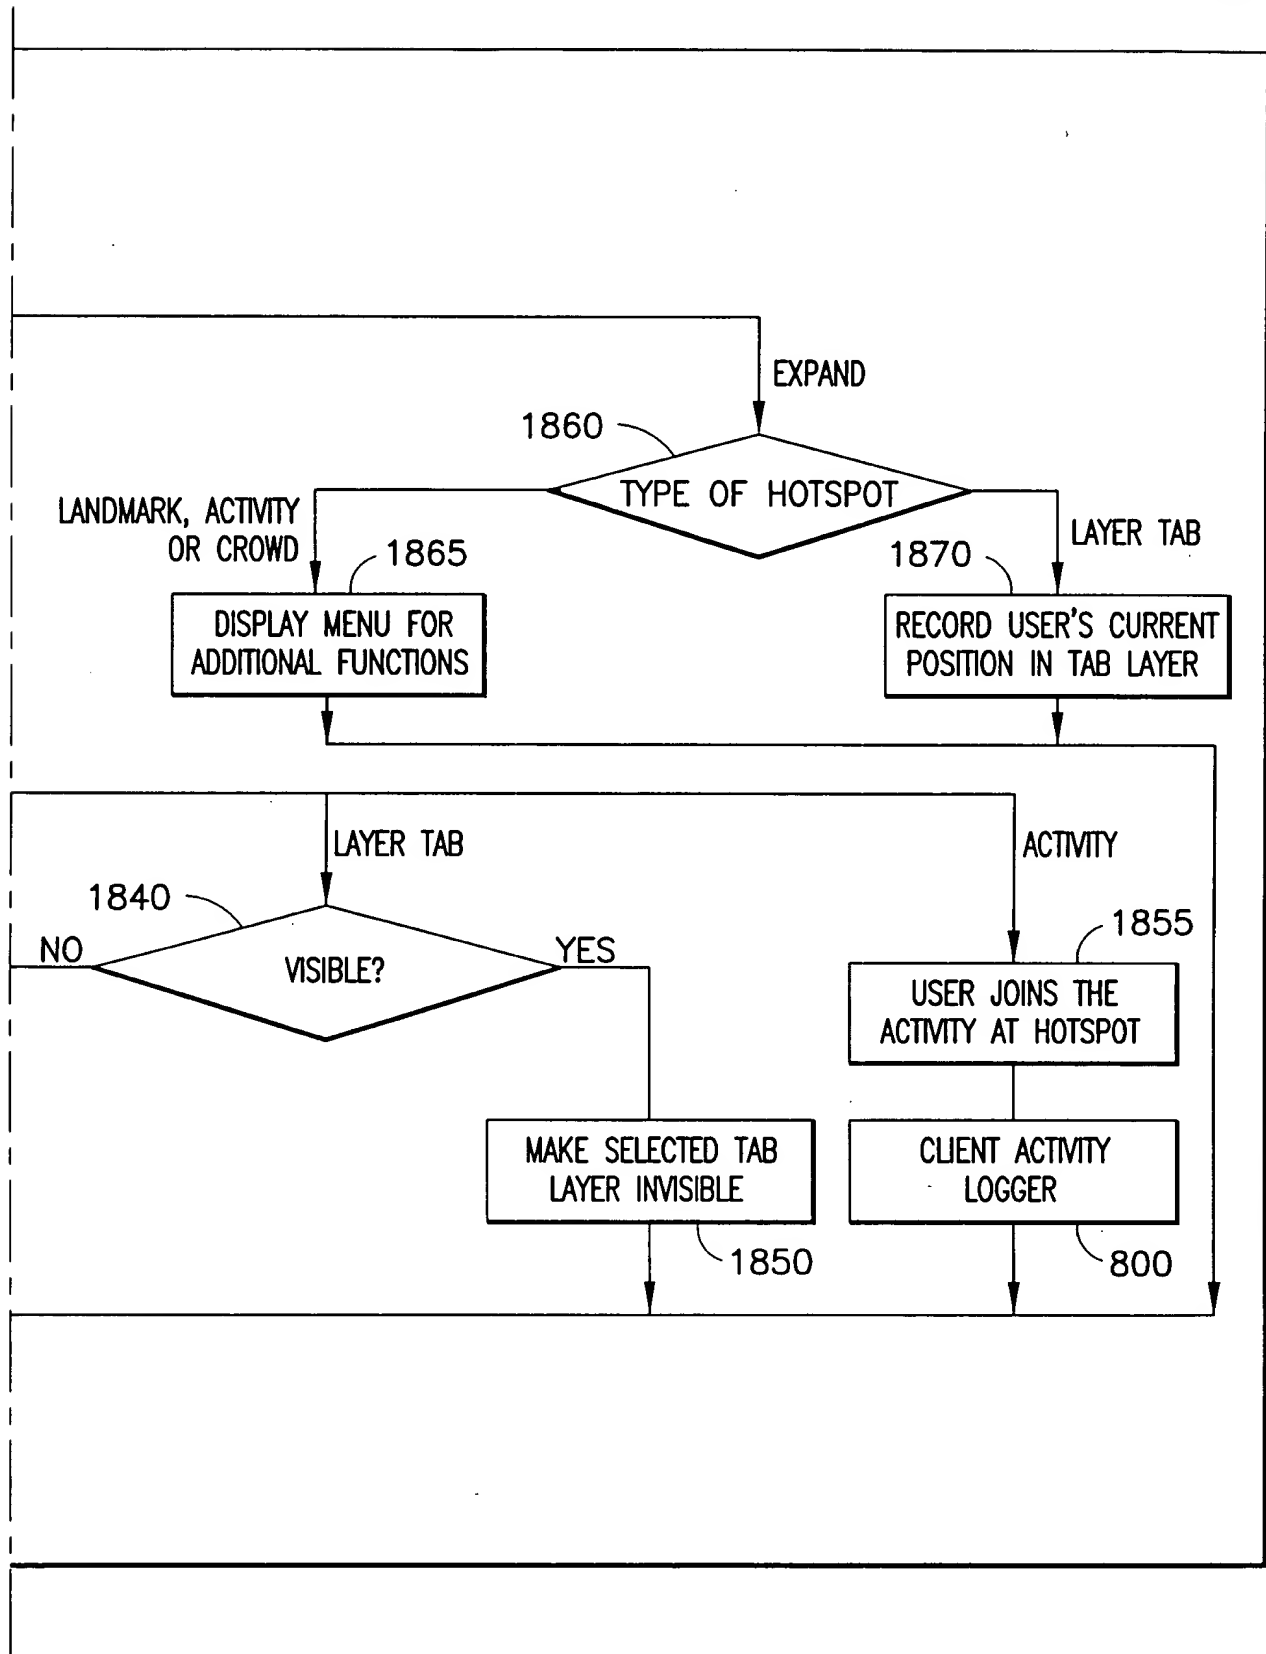 EXPAND
1860
TYPE OF HOTSPOT
LANDMARK, ACTIVITY
OR CROWD
LAYER TAB
1865
1870
DISPLAY MENU FOR
ADDITIONAL FUNCTIONS
RECORD USER'S CURRENT
POSITION IN TAB LAYER
LAYER TAB
ACTIVITY
1840
NO
VISIBLE?
YES
1855
USER JOINS THE
ACTIVITY AT HOTSPOT
MAKE SELECTED TAB
LAYER INVISIBLE
1850
CLIENT ACTIVITY
LOGGER
800